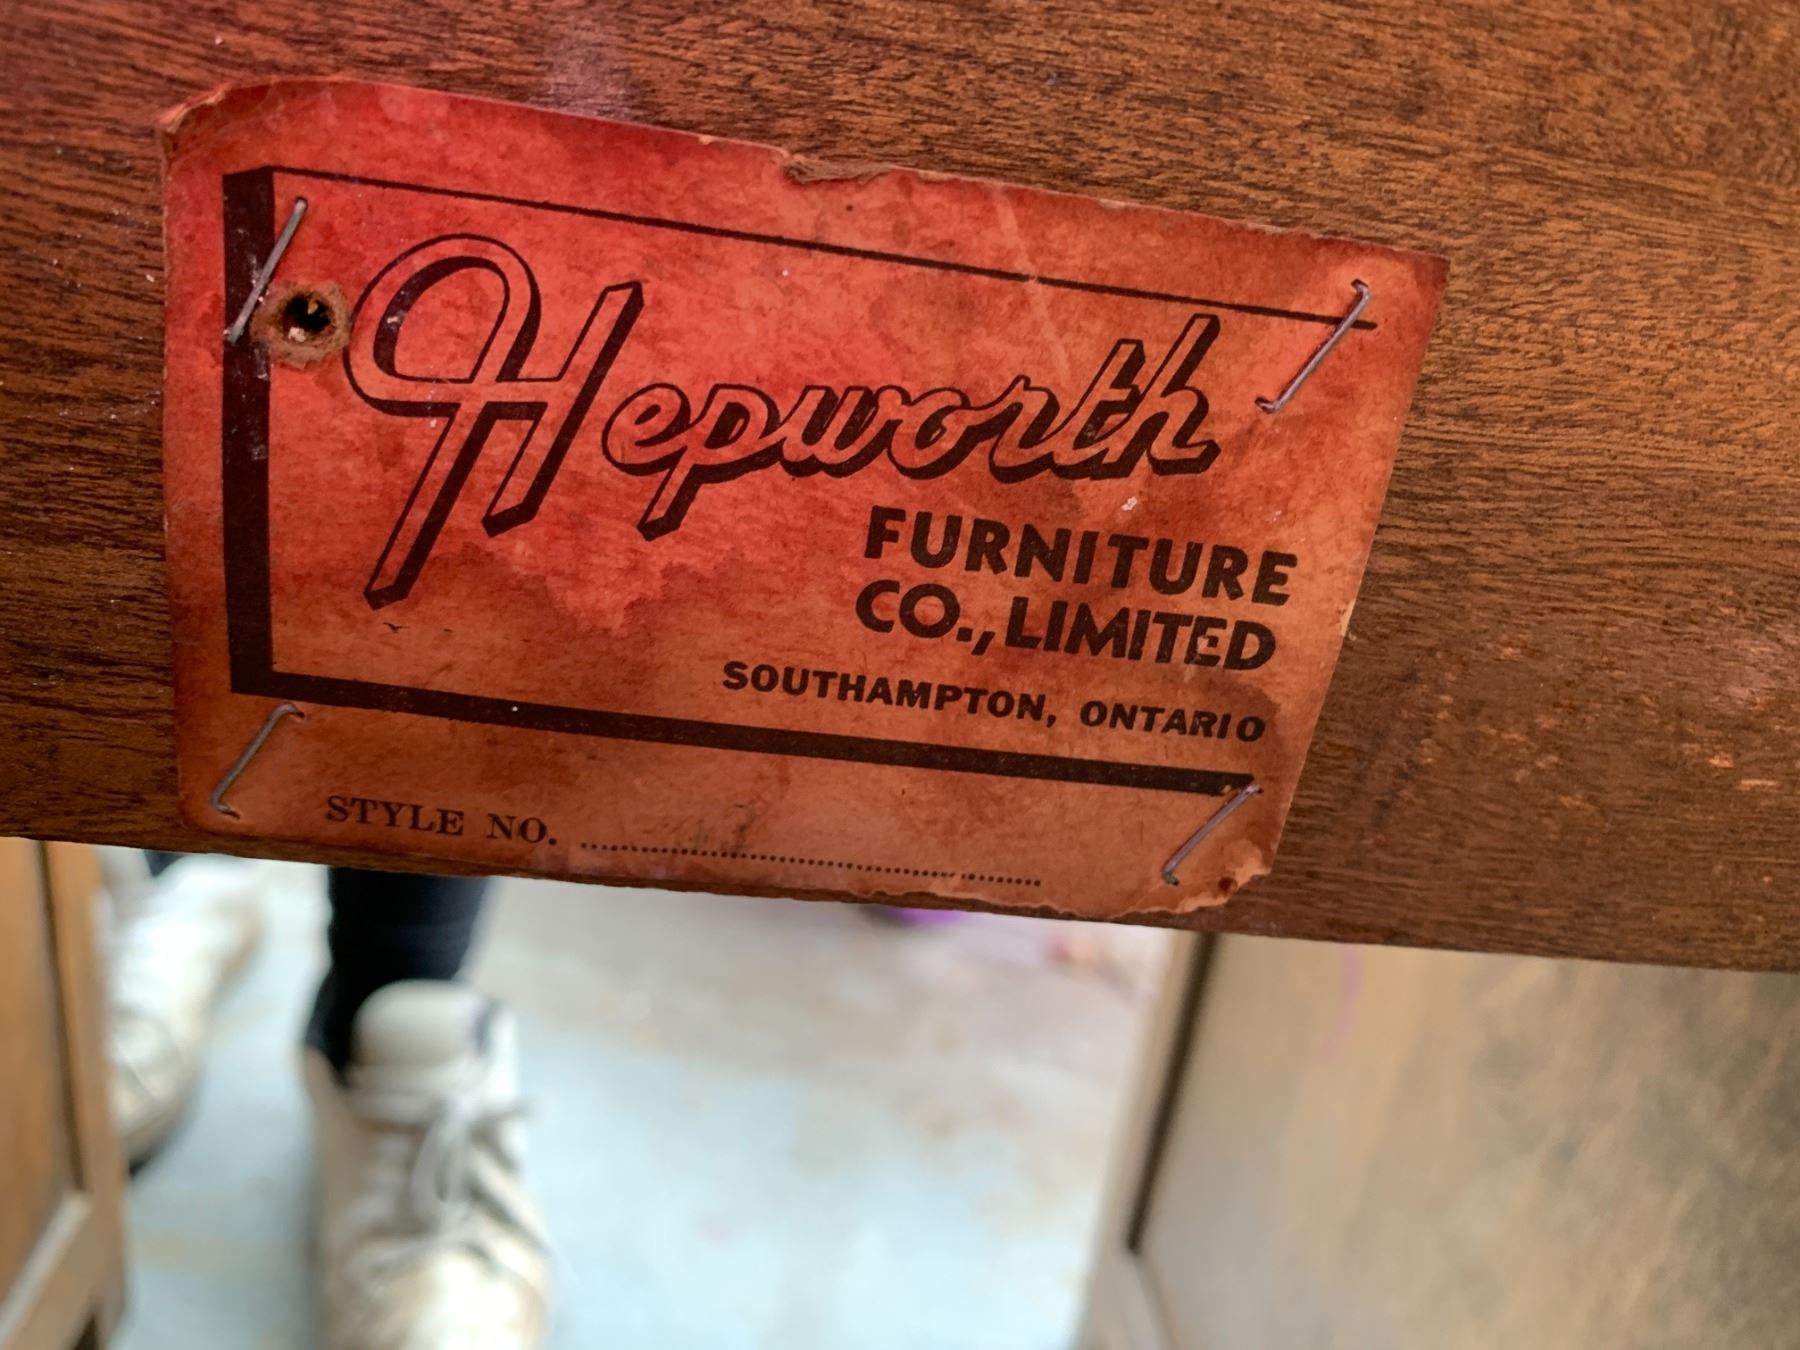 Hepworth
FURNITURE
CO., LIMITED
SOUTHAMPTON, ONTARIO
STYLE NO. ........................................